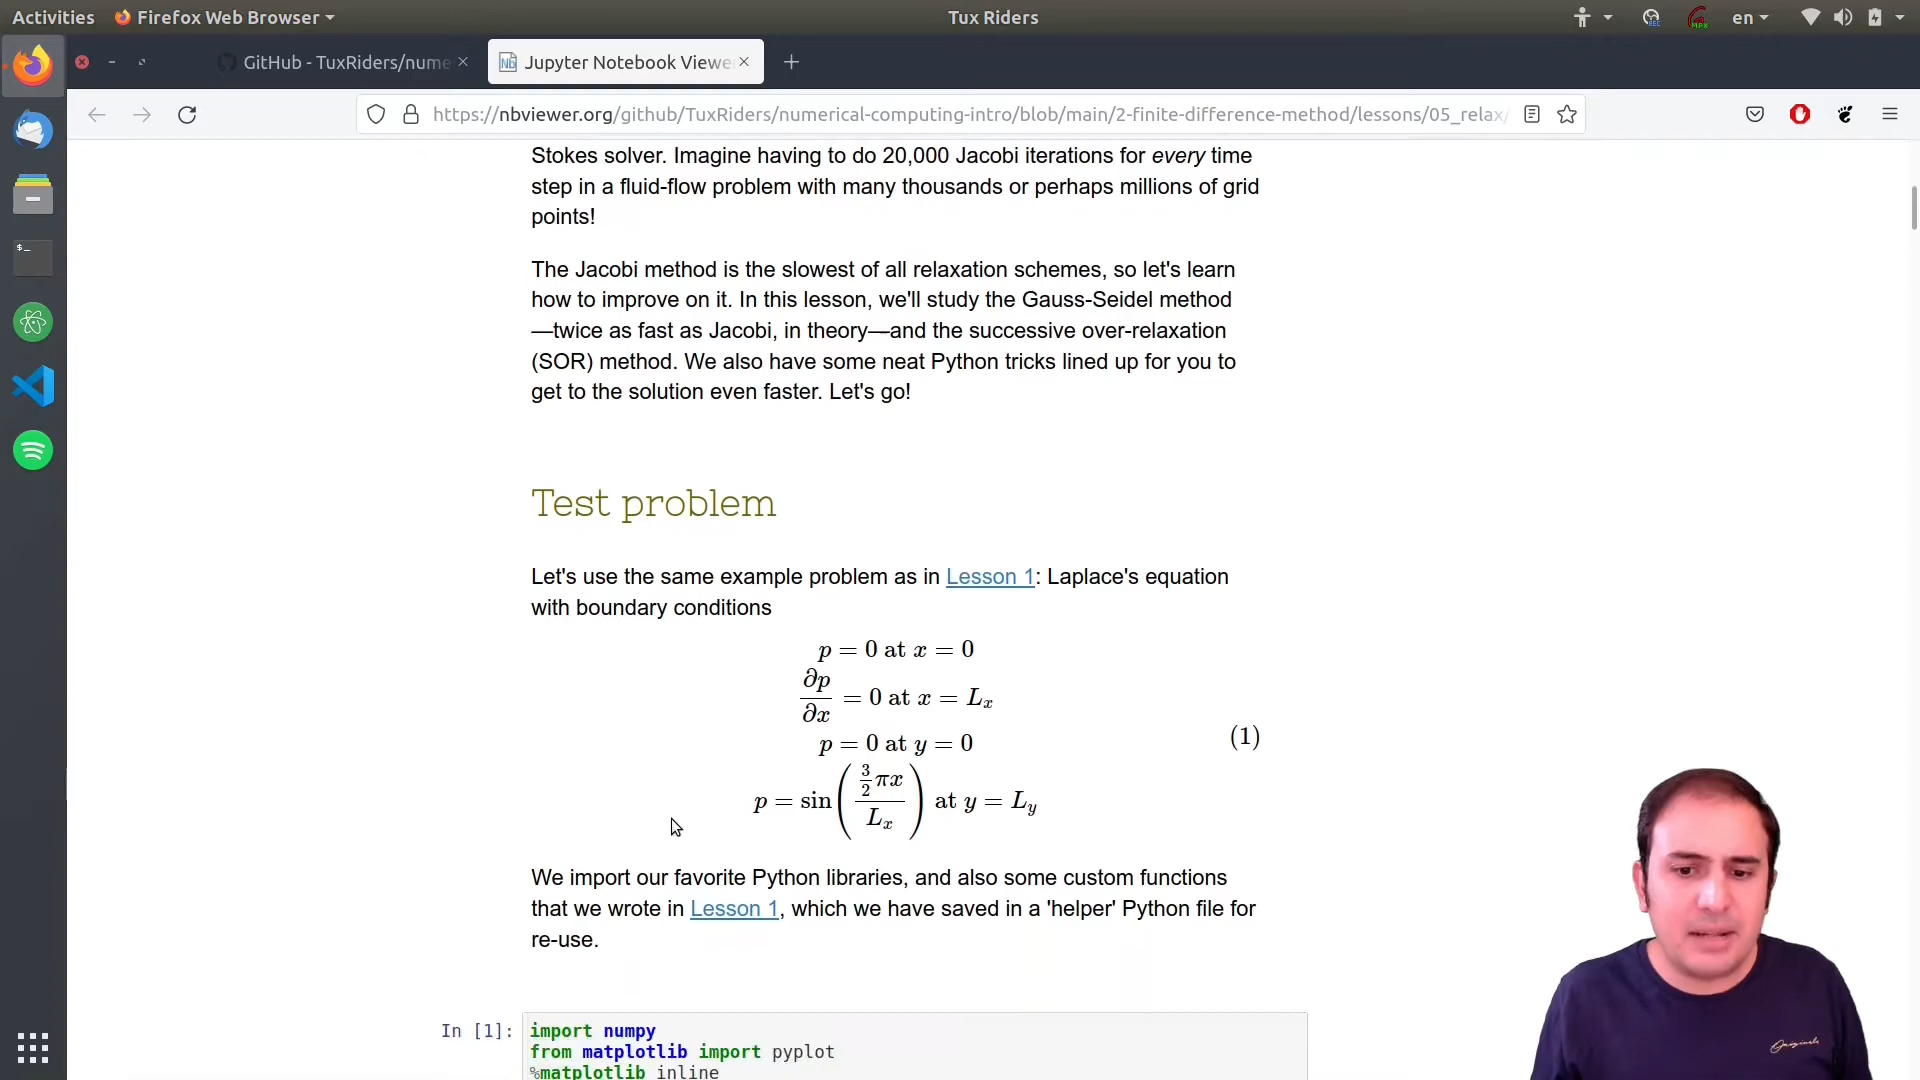 Activities Firefox Web Browser Tux Riders en
GitHub - TuxRiders/nume Jupyter Notebook Viewe
https://nbviewer.org/github/TuxRiders/numerical-computing-intro/blob/main/2-finite-difference-method/lessons/05_relax/
Stokes solver. Imagine having to do 20,000 Jacobi iterations for every time
step in a fluid-flow problem with many thousands or perhaps millions of grid
points!
The Jacobi method is the slowest of all relaxation schemes, so let's learn
how to improve on it. In this lesson, we'll study the Gauss-Seidel method
—twice as fast as Jacobi, in theory—and the successive over-relaxation
(SOR) method. We also have some neat Python tricks lined up for you to
get to the solution even faster. Let's go!
Test problem
Let's use the same example problem as in Lesson 1: Laplace's equation
with boundary conditions
p = 0 at x = 0
∂p/∂x = 0 at x = Lₓ
p = 0 at y = 0
(1)
p = sin( (3/2 πx) / Lₓ ) at y = L_y
We import our favorite Python libraries, and also some custom functions
that we wrote in Lesson 1, which we have saved in a 'helper' Python file for
re-use.
In [1]: import numpy
from matplotlib import pyplot
%matplotlib inline
Originals